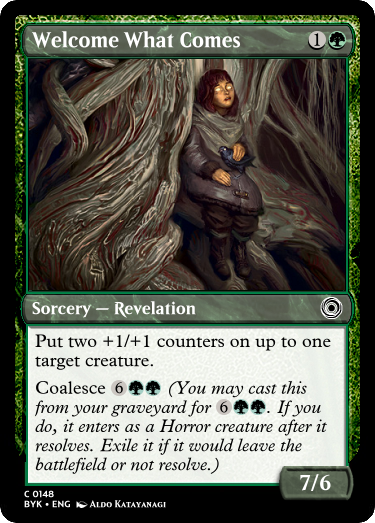 Welcome What Comes 1
Sorcery — Revelation
Put two +1/+1 counters on up to one
target creature.
Coalesce 6 (You may cast this
from your graveyard for 6. If you
do, it enters as a Horror creature after it
resolves. Exile it if it would leave the
battlefield or not resolve.)
7/6
C 0148
BYK • ENG Aldo Katayanagi